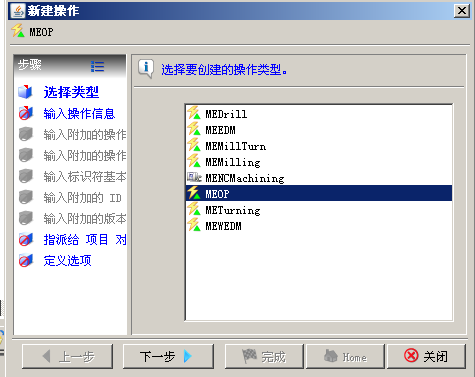 新建操作
MEOP
步骤
选择类型
输入操作信息
输入附加的操作
输入附加的操作
输入标识符基本
输入附加的 ID
输入附加的版本
指派给 项目 对
定义选项
选择要创建的操作类型。
MEDrill
MEEDM
MEMillTurn
MEMilling
MENCMachining
MEOP
METurning
MEWEDM
上一步
下一步
完成
Home
关闭